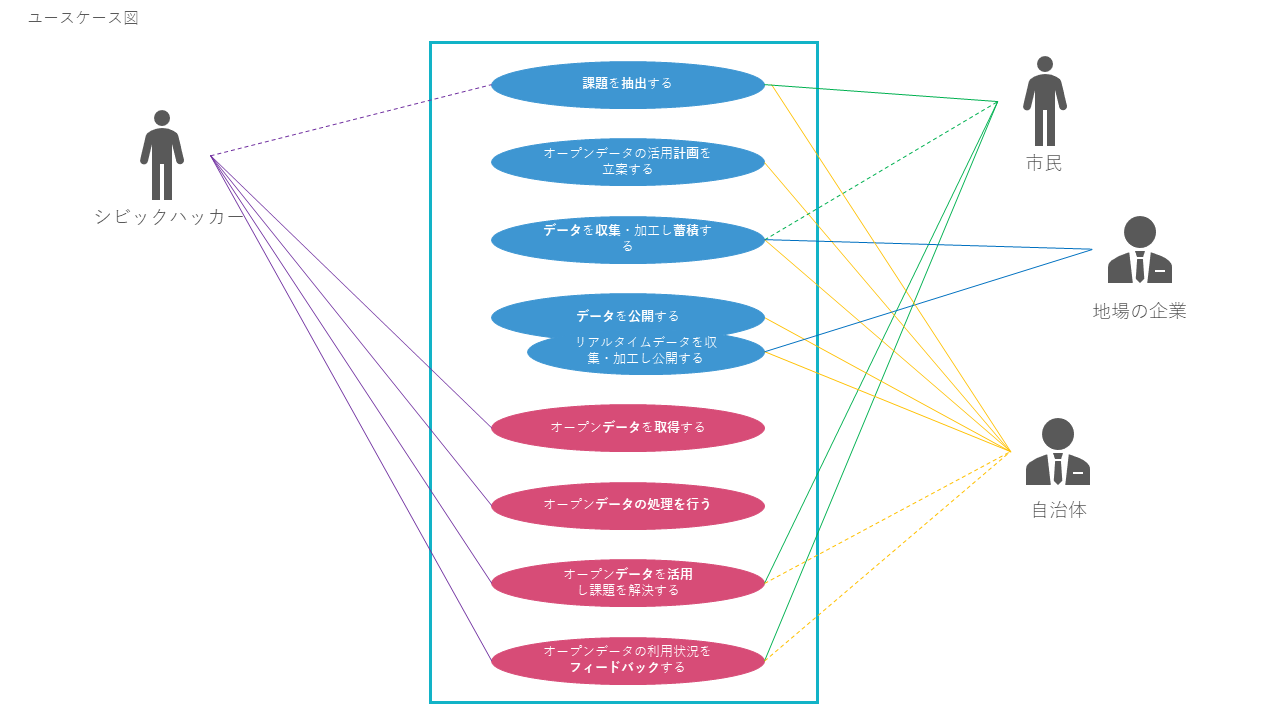 ユースケース図
課題を抽出する
オープンデータの活用計画を
立案する
データを収集・加工し蓄積す
る
データを公開する
リアルタイムデータを収
集・加工し公開する
オープンデータを取得する
オープンデータの処理を行う
オープンデータを活用
し課題を解決する
オープンデータの利用状況を
フィードバックする
シビックハッカー
市民
地場の企業
自治体